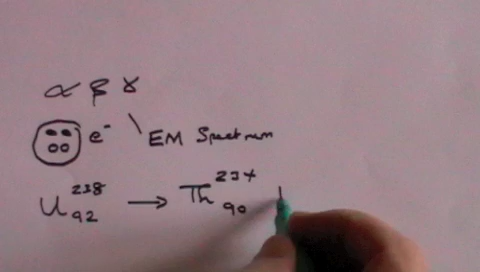 α β γ
e⁻ EM Spectrum
U²³⁸₉₂ → Th²³⁴₉₀